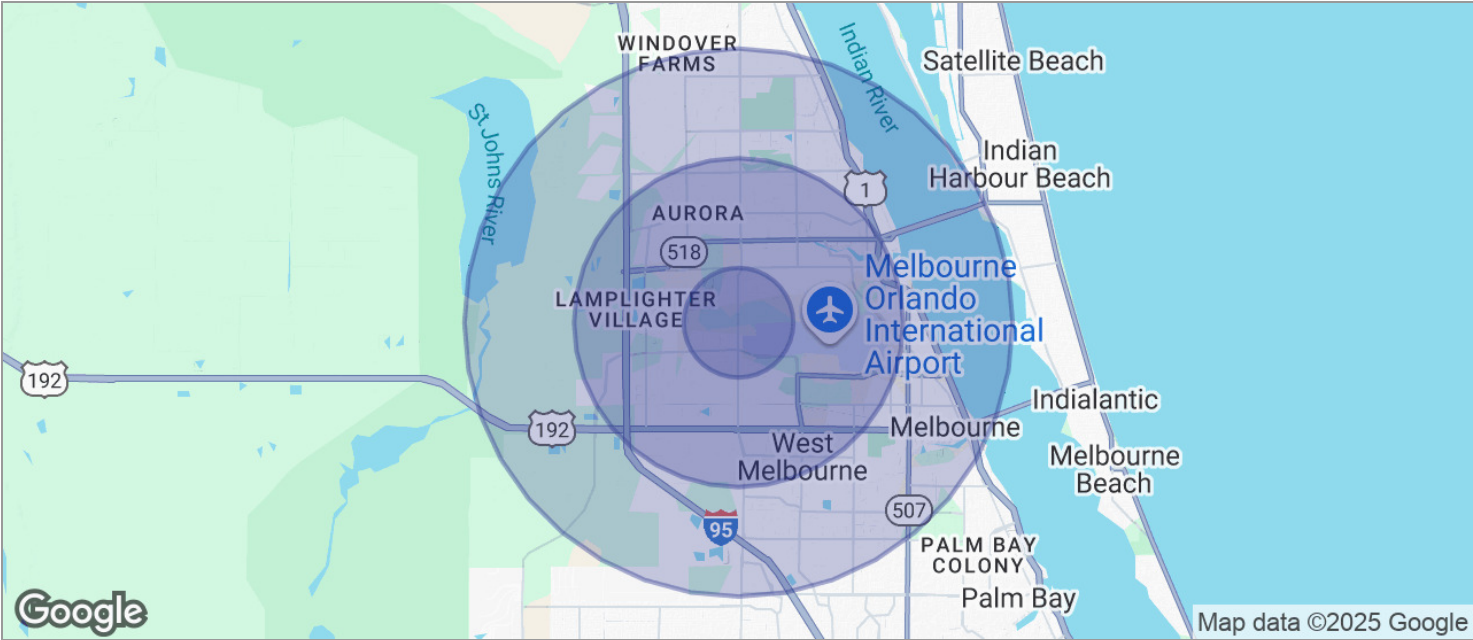 WINDOVER
FARMS
Indian River
Satellite Beach
St Johns River
Indian
Harbour Beach
1
AURORA
518
LAMPLIGHTER
VILLAGE
Melbourne
Orlando
International
Airport
192
192
Indialantic
Melbourne
West
Melbourne
Melbourne
Beach
507
95
PALM BAY
COLONY
Palm Bay
Google
Map data ©2025 Google